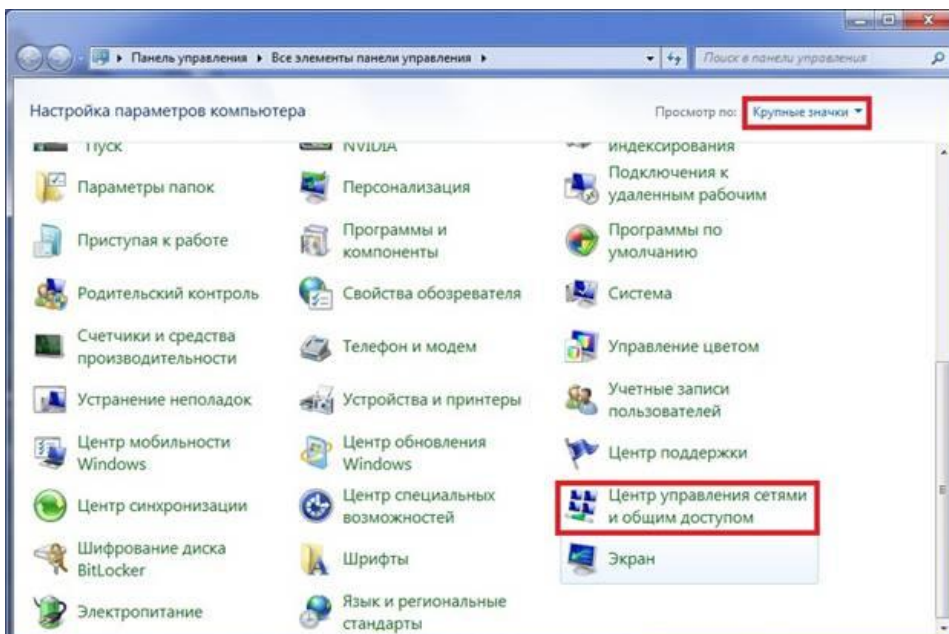 Панель управления ▸ Все элементы панели управления ▸
Поиск в панели управления
Настройка параметров компьютера
Просмотр по: Крупные значки
Пуск
NVIDIA
индексирования
Параметры папок
Персонализация
Подключения к
удаленным рабочим
Приступая к работе
Программы и
компоненты
Программы по
умолчанию
Родительский контроль
Свойства обозревателя
Система
Счетчики и средства
производительности
Телефон и модем
Управление цветом
Устранение неполадок
Устройства и принтеры
Учетные записи
пользователей
Центр мобильности
Windows
Центр обновления
Windows
Центр поддержки
Центр синхронизации
Центр специальных
возможностей
Центр управления сетями
и общим доступом
Шифрование диска
BitLocker
Шрифты
Экран
Электропитание
Язык и региональные
стандарты